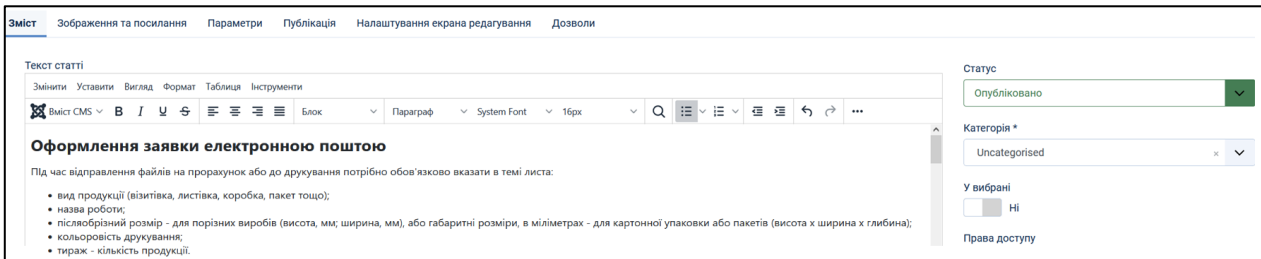 Зміст Зображення та посилання Параметри Публікація Налаштування екрана редагування Дозволи
Текст статті
Змінити Уставити Вигляд Формат Таблиця Інструменти
Вміст CMS B I U S Блок Параграф System Font 16px
Оформлення заявки електронною поштою
Під час відправлення файлів на прорахунок або до друкування потрібно обов'язково вказати в темі листа:
• вид продукції (візитівка, листівка, коробка, пакет тощо);
• назва роботи;
• післяобрізний розмір - для порізних виробів (висота, мм; ширина, мм), або габаритні розміри, в міліметрах - для картонної упаковки або пакетів (висота х ширина х глибина);
• кольоровість друкування;
• тираж - кількість продукції.
Статус
Опубліковано
Категорія *
Uncategorised
У вибрані
Ні
Права доступу